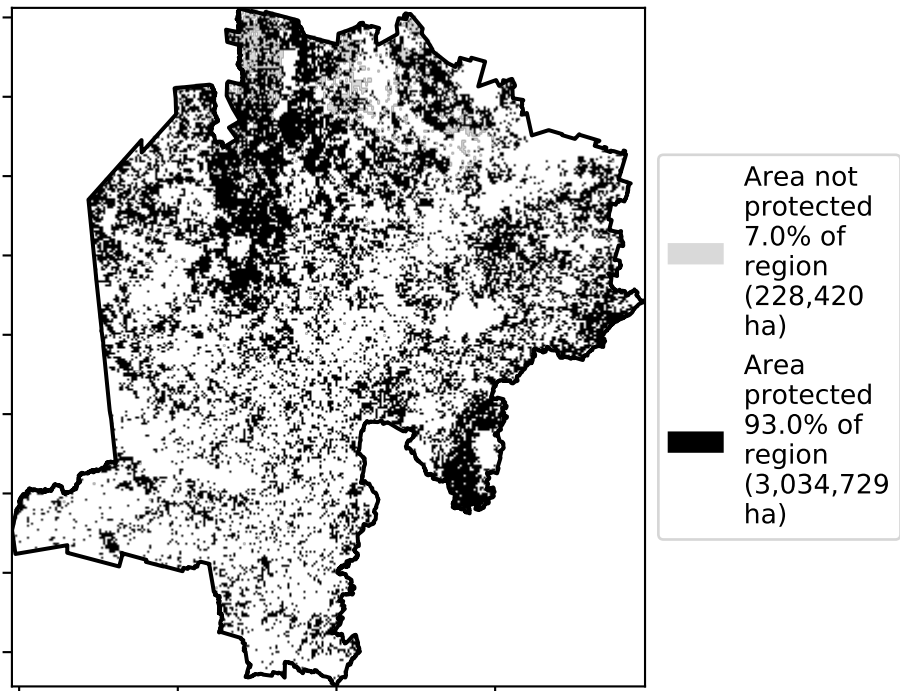 Area not
protected
7.0% of
region
(228,420
ha)
Area
protected
93.0% of
region
(3,034,729
ha)